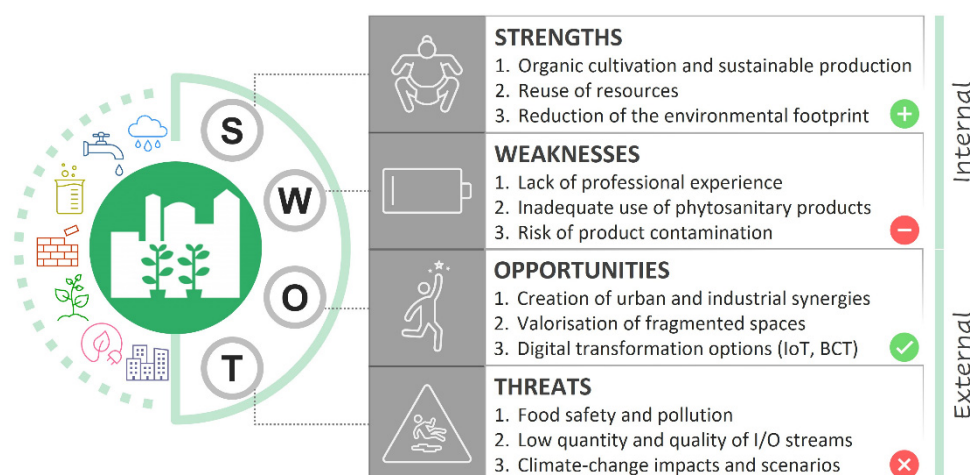 S
W
O
T
STRENGTHS
1. Organic cultivation and sustainable production
2. Reuse of resources
3. Reduction of the environmental footprint
WEAKNESSES
1. Lack of professional experience
2. Inadequate use of phytosanitary products
3. Risk of product contamination
Internal
OPPORTUNITIES
1. Creation of urban and industrial synergies
2. Valorisation of fragmented spaces
3. Digital transformation options (IoT, BCT)
THREATS
1. Food safety and pollution
2. Low quantity and quality of I/O streams
3. Climate-change impacts and scenarios
External